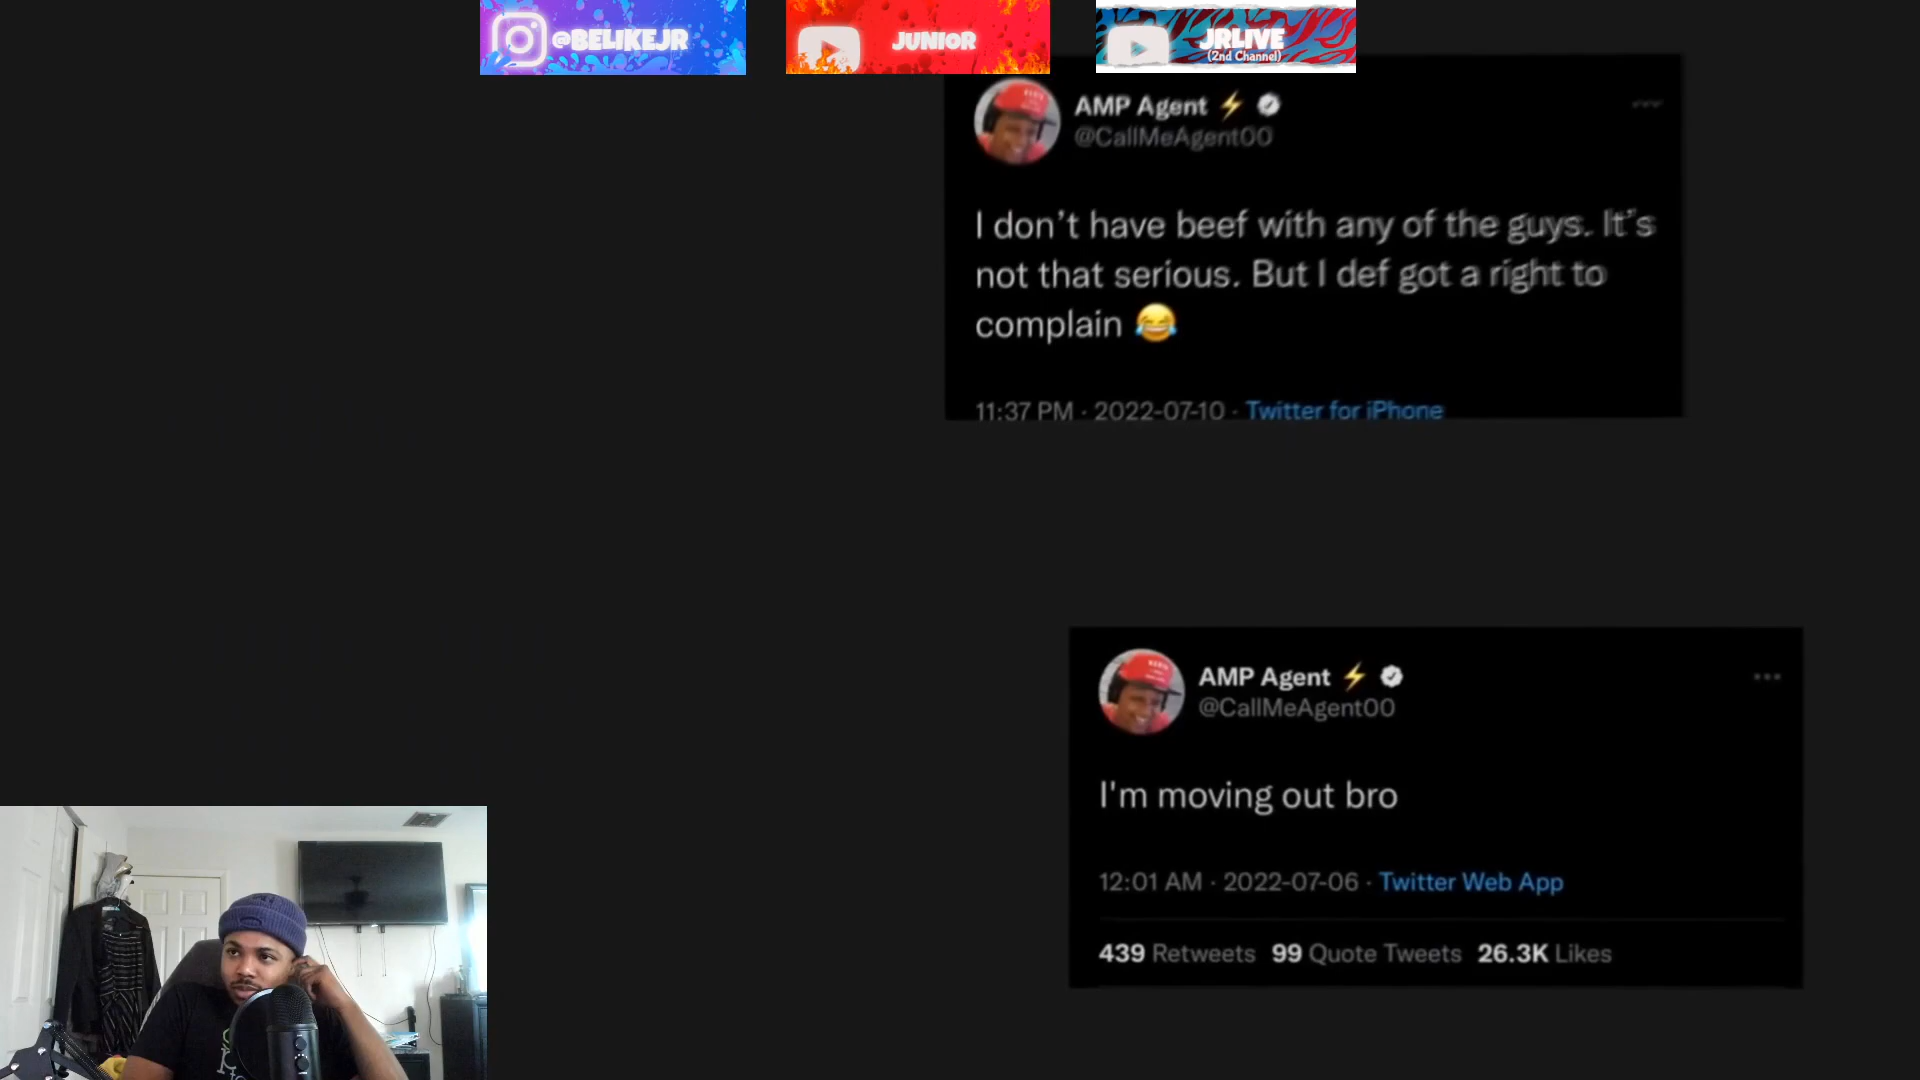 @BELIKEJR
JUNIOR
JRLIVE
(2nd Channel)
AMP Agent ⚡
@CallMeAgent00
I don’t have beef with any of the guys. It’s
not that serious. But I def got a right to
complain 😂
11:37 PM · 2022-07-10 · Twitter for iPhone
AMP Agent ⚡
@CallMeAgent00
I'm moving out bro
12:01 AM · 2022-07-06 · Twitter Web App
439 Retweets 99 Quote Tweets 26.3K Likes